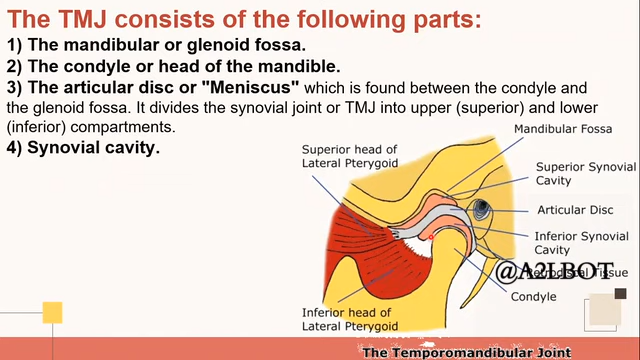 The TMJ consists of the following parts:
1) The mandibular or glenoid fossa.
2) The condyle or head of the mandible.
3) The articular disc or "Meniscus" which is found between the condyle and
the glenoid fossa. It divides the synovial joint or TMJ into upper (superior) and lower
(inferior) compartments.
4) Synovial cavity.
Mandibular Fossa
Superior head of
Lateral Pterygoid
Superior Synovial
Cavity
Articular Disc
Inferior Synovial
Cavity
@A2LBOT
Retrodiscal Tissue
Condyle
Inferior head of
Lateral Pterygoid
The Temporomandibular Joint